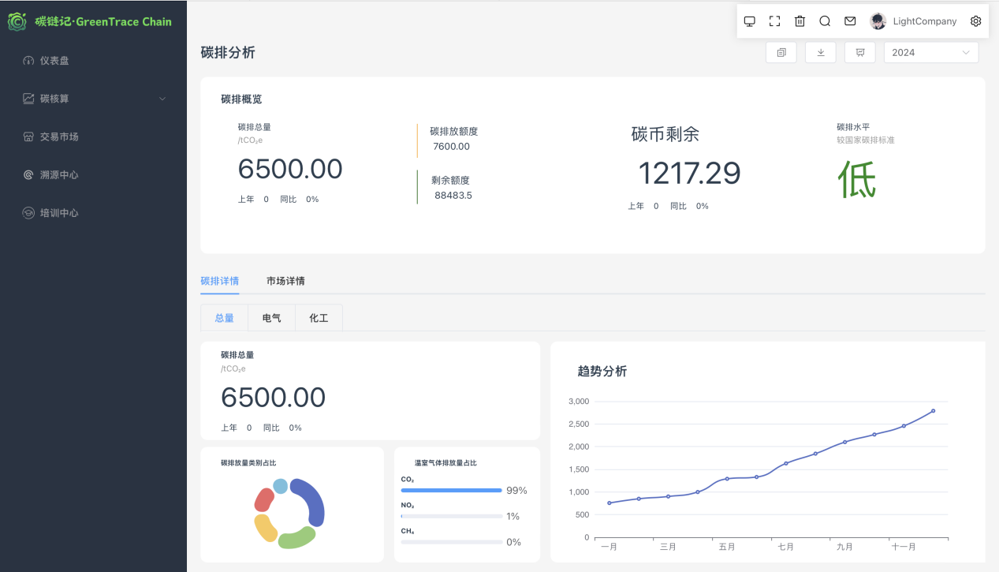 碳链记·GreenTrace Chain
仪表盘
碳核算
交易市场
溯源中心
培训中心
LightCompany
碳排分析
2024
碳排概览
碳排总量
/tCO₂e
6500.00
上年 0 同比 0%
碳排放额度
7600.00
剩余额度
88483.5
碳币剩余
1217.29
上年 0 同比 0%
碳排水平
较国家碳排标准
低
碳排详情 市场详情
总量 电气 化工
碳排总量
/tCO₂e
6500.00
上年 0 同比 0%
碳排放量类别占比
温室气体排放量占比
CO₂
99%
NO₂
1%
CH₄
0%
趋势分析
3,000
2,500
2,000
1,500
1,000
500
0
一月 三月 五月 七月 九月 十一月